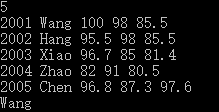 5
2001 Wang 100 98 85.5
2002 Hang 95.5 98 85.5
2003 Xiao 96.7 85 81.4
2004 Zhao 82 91 80.5
2005 Chen 96.8 87.3 97.6
Wang